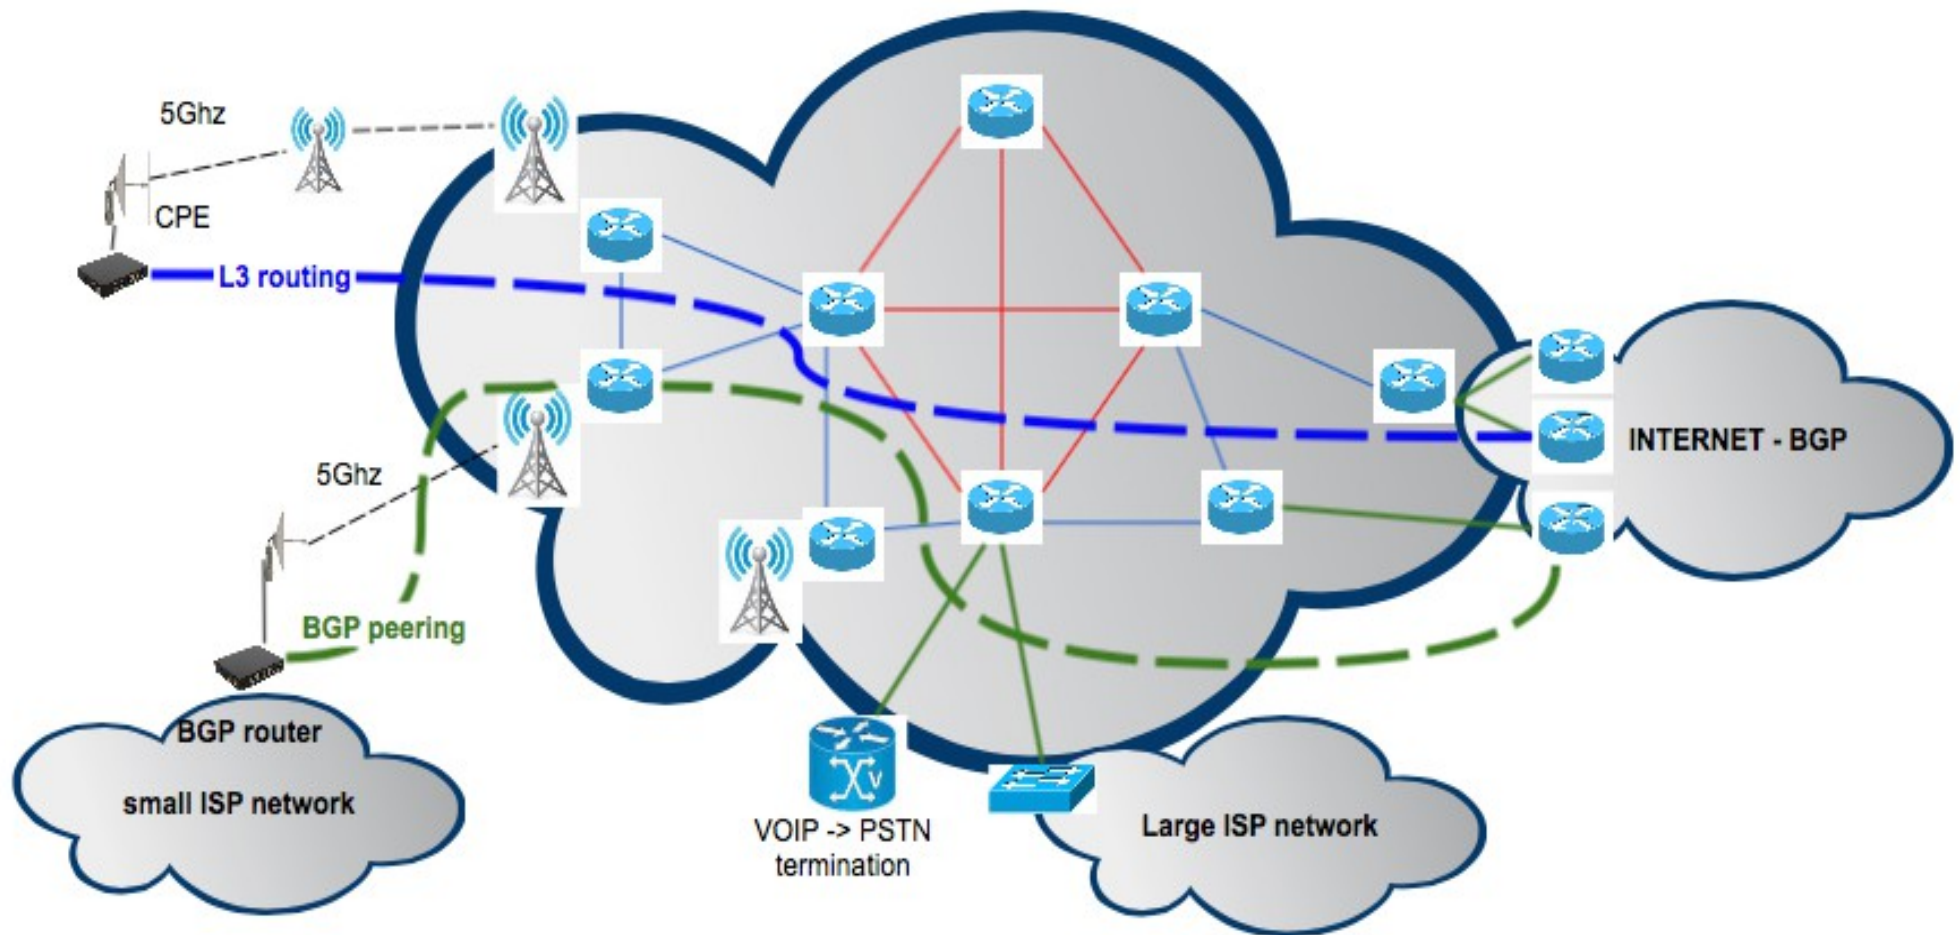 5Ghz
CPE
L3 routing
INTERNET - BGP
5Ghz
BGP peering
BGP router
small ISP network
V
VOIP -> PSTN
termination
Large ISP network